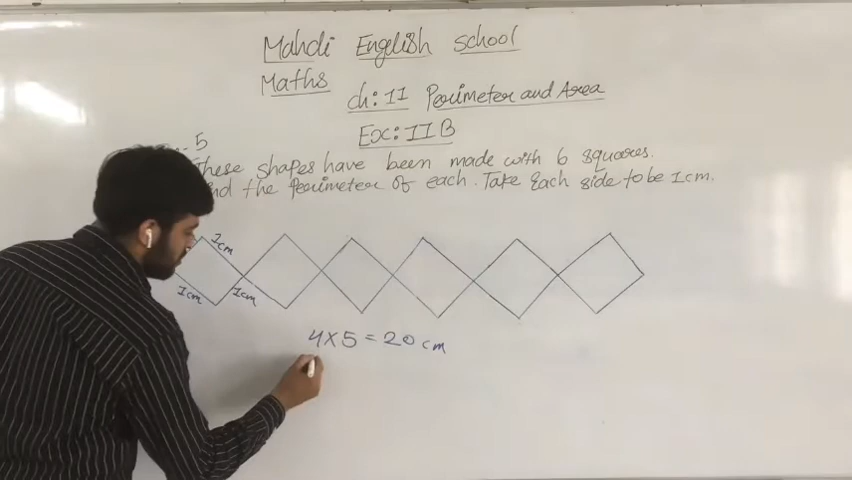 Mahdi English school
Maths
ch: 11 Perimeter and Area
Ex: 11B
5
These shapes have been made with 6 squares.
the Perimeter of each. Take Each side to be 1cm.
1cm
1cm
1cm
4x5 = 20 cm